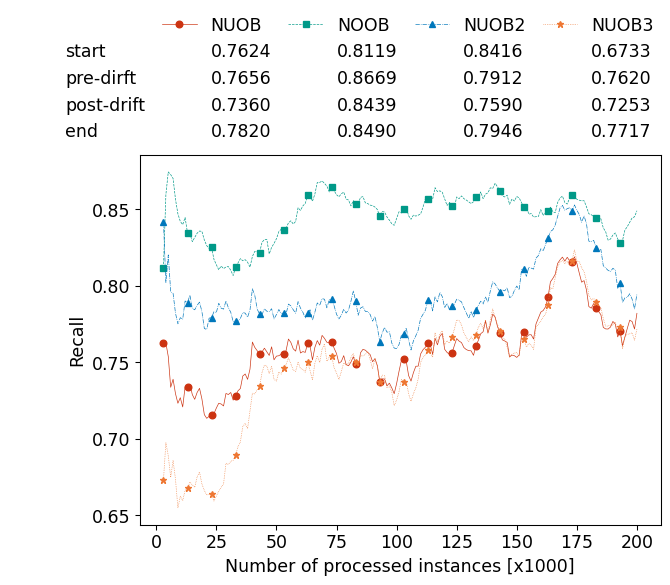 NUOB NOOB NUOB2 NUOB3
start 0.7624 0.8119 0.8416 0.6733
pre-dirft 0.7656 0.8669 0.7912 0.7620
post-drift 0.7360 0.8439 0.7590 0.7253
end 0.7820 0.8490 0.7946 0.7717
0.85
0.80
0.75
0.70
0.65
Recall
0 25 50 75 100 125 150 175 200
Number of processed instances [x1000]